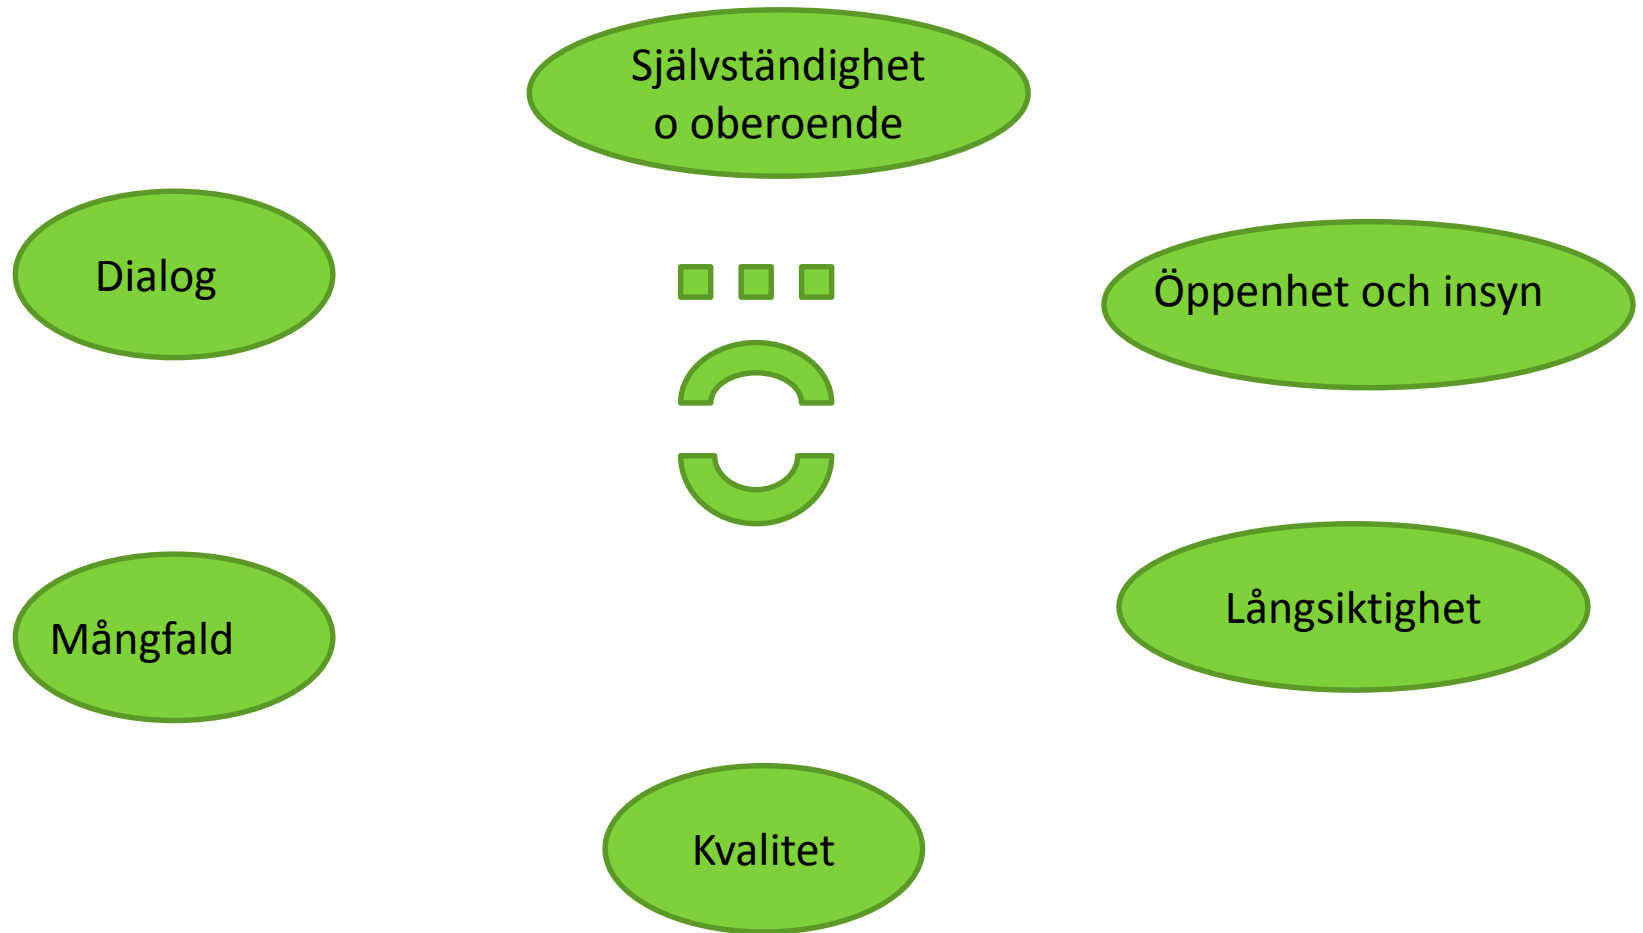 Självständighet
o oberoende
Dialog
Öppenhet och insyn
Långsiktighet
Mångfald
Kvalitet